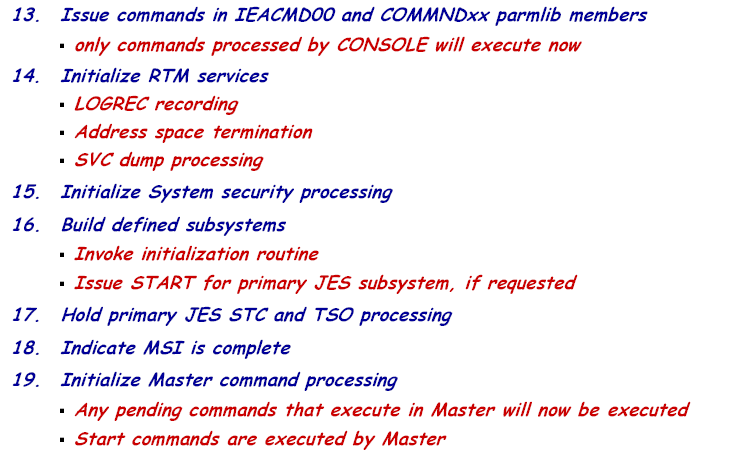 13. Issue commands in IEACMD00 and COMMNDxx parmlib members
▪ only commands processed by CONSOLE will execute now
14. Initialize RTM services
▪ LOGREC recording
▪ Address space termination
▪ SVC dump processing
15. Initialize System security processing
16. Build defined subsystems
▪ Invoke initialization routine
▪ Issue START for primary JES subsystem, if requested
17. Hold primary JES STC and TSO processing
18. Indicate MSI is complete
19. Initialize Master command processing
▪ Any pending commands that execute in Master will now be executed
▪ Start commands are executed by Master